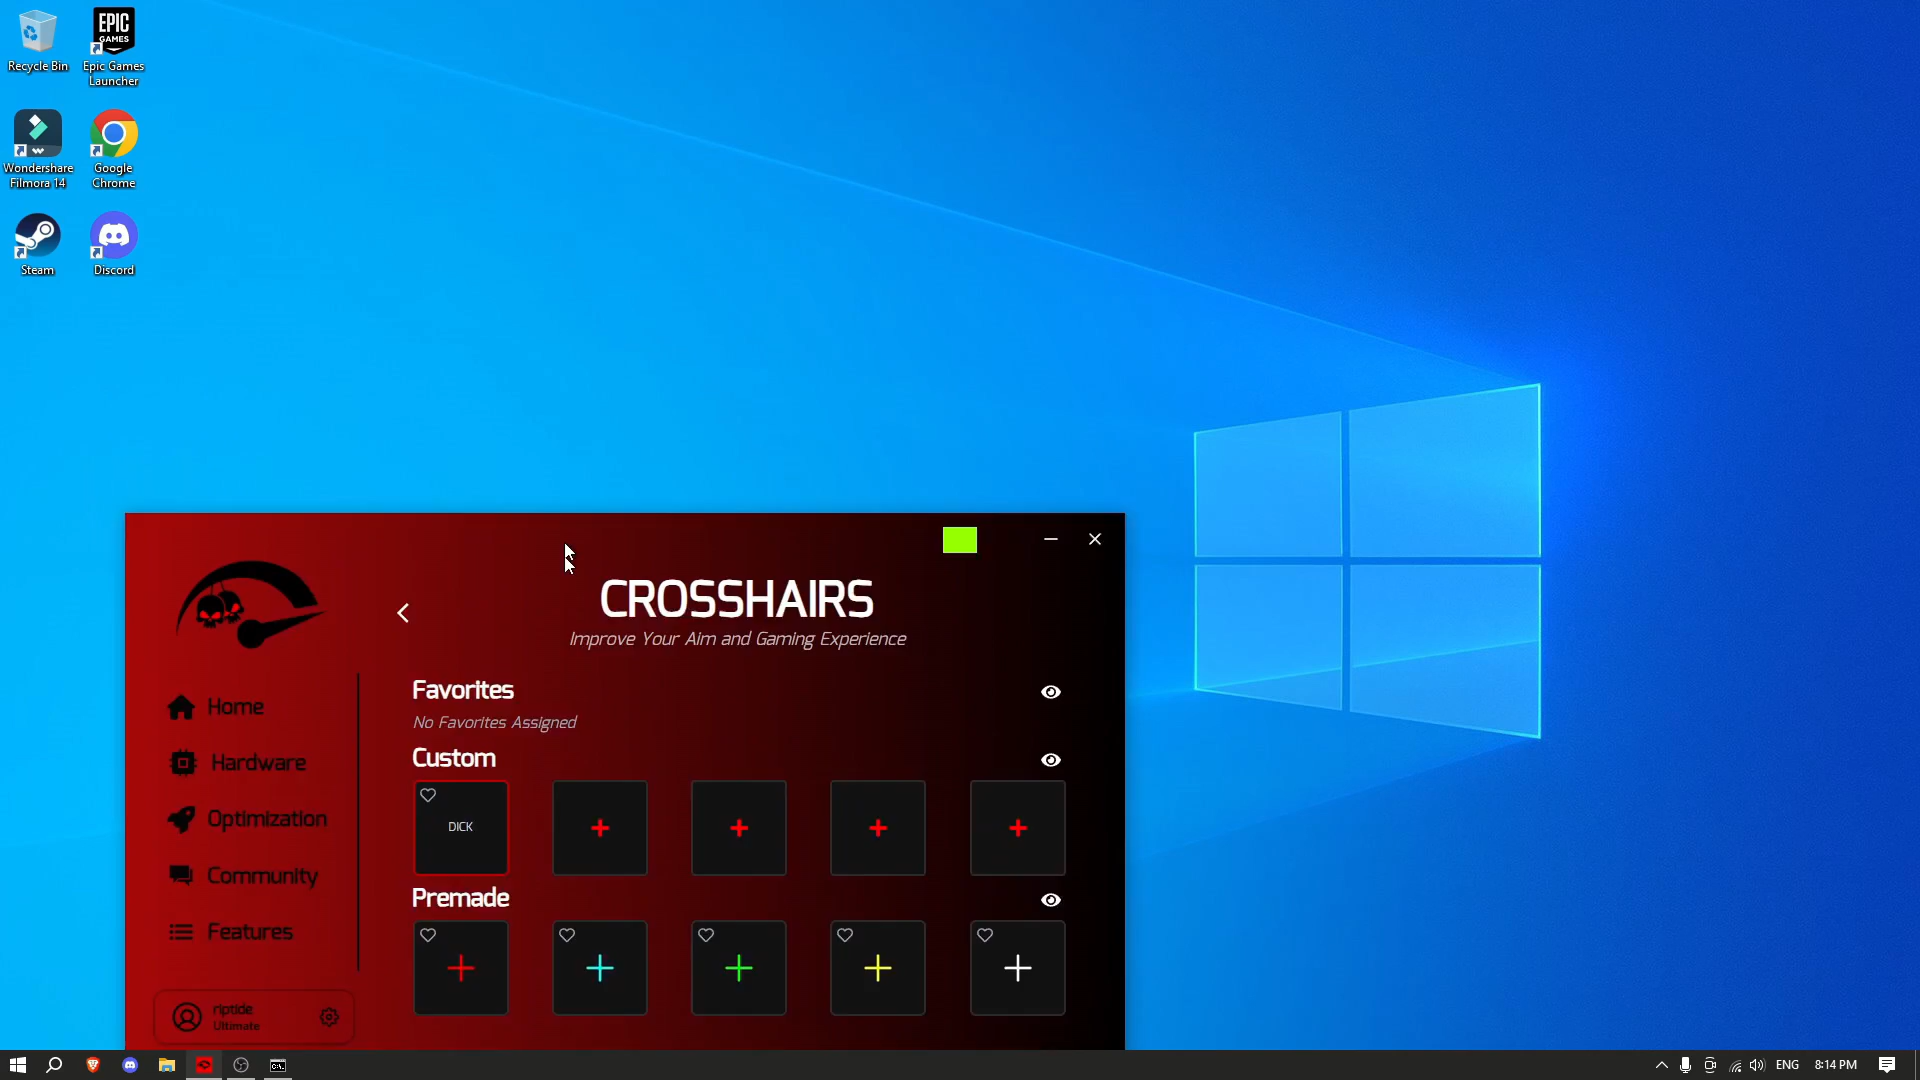 Recycle Bin
EPIC
GAMES
Epic Games
Launcher
Wondershare
Filmora 14
Google
Chrome
Steam
Discord
CROSSHAIRS
Improve Your Aim and Gaming Experience
Home
Hardware
Optimization
Community
Features
riptide
Ultimate
Favorites
No Favorites Assigned
Custom
DICK
Premade
ENG
8:14 PM